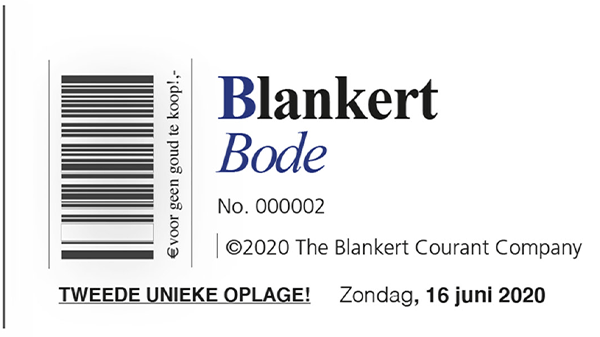 €voor geen goud te koop!,-
Blankert
Bode
No. 000002
©2020 The Blankert Courant Company
TWEEDE UNIEKE OPLAGE! Zondag, 16 juni 2020